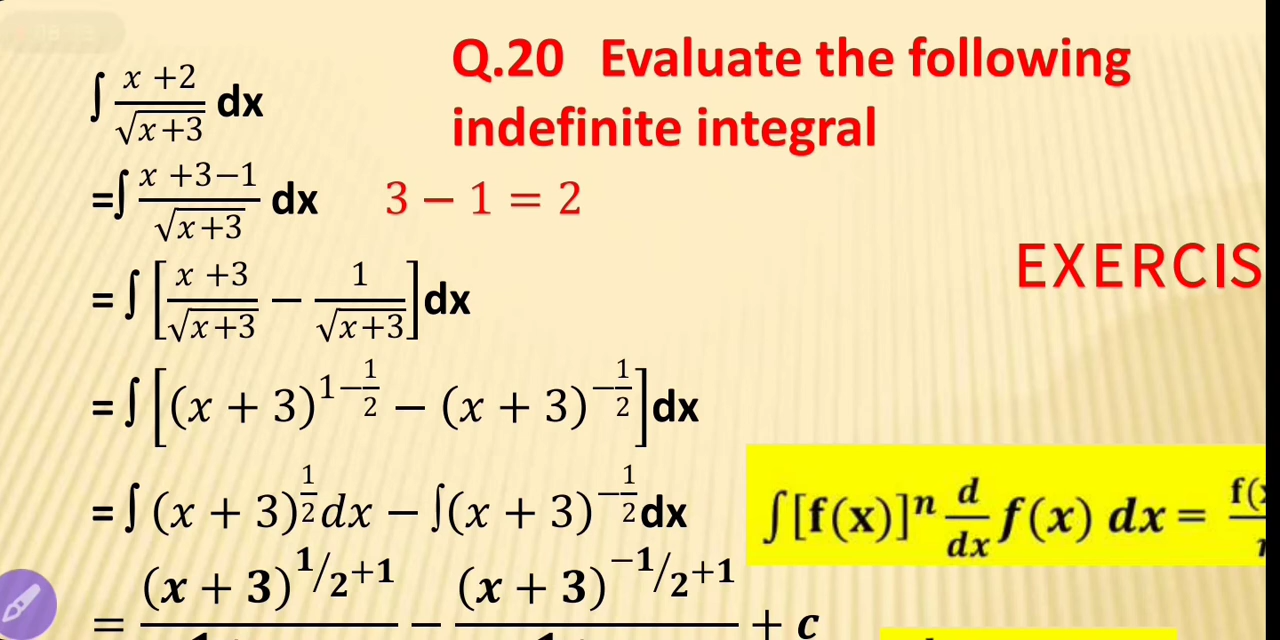 Q.20 Evaluate the following
indefinite integral
∫ (x +2)/√(x+3) dx
=∫ (x +3−1)/√(x+3) dx 3 − 1 = 2
EXERCIS
= ∫ [(x +3)/√(x+3) − 1/√(x+3)] dx
= ∫ [(x + 3)^(1−1/2) − (x + 3)^(−1/2)] dx
= ∫ (x + 3)^(1/2) dx − ∫(x + 3)^(−1/2) dx
∫[f(x)]ⁿ d/dx f(x) dx =
= (x + 3)^(1/2+1) − (x + 3)^(−1/2+1) + c